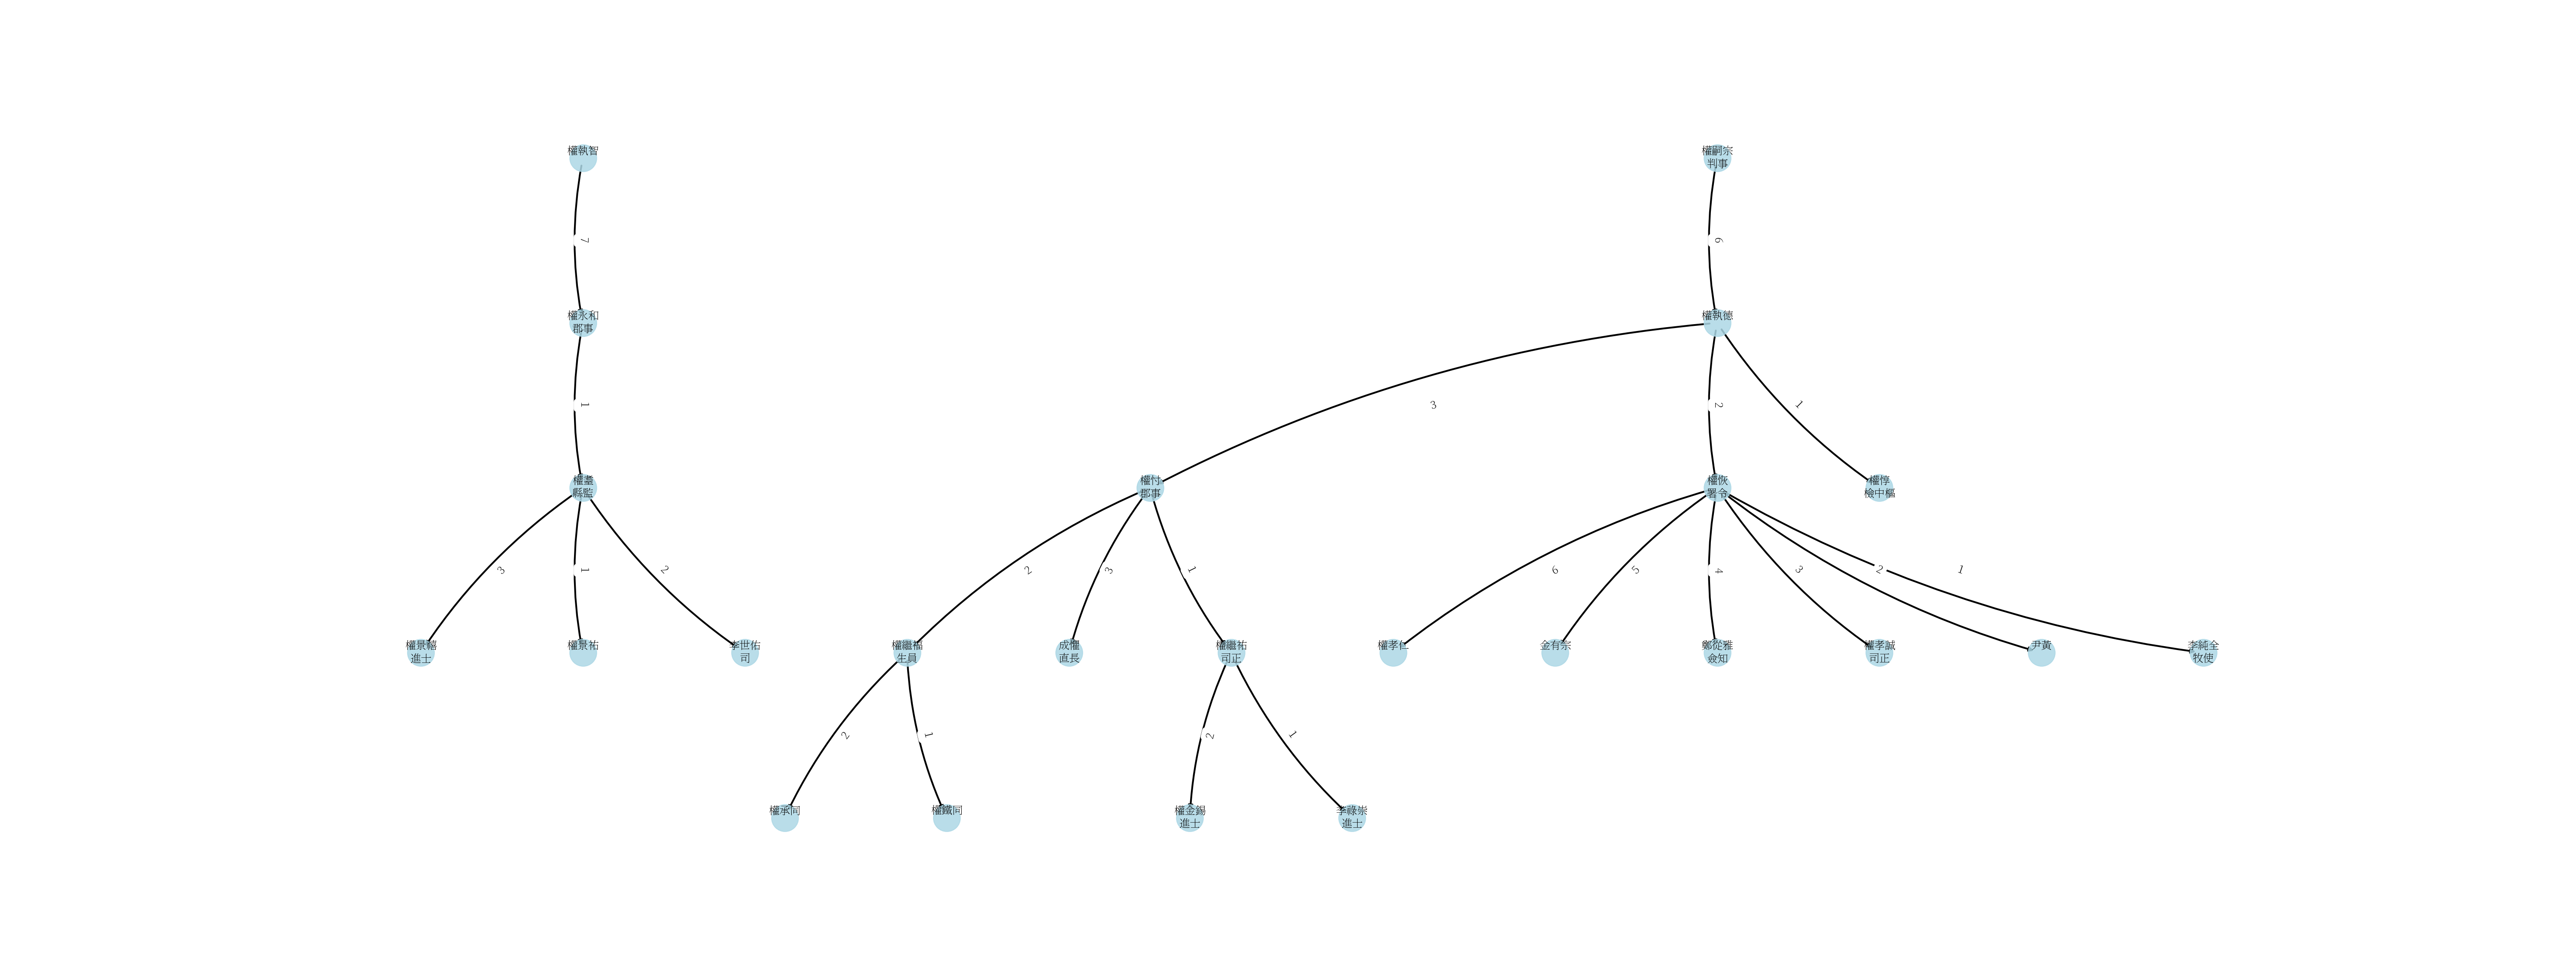 權執智
權嗣宗
判事
7
6
權永和
郡事
權執德
1
3
2
1
權耋
縣監
權忖
郡事
權恢
署令
權惇
檢中樞
3
1
2
2
3
1
6
5
4
3
2
1
權景禧
進士
權景祐
李世佑
司
權繼福
生員
成懼
直長
權繼祐
司正
權孝仁
金有宗
鄭從雅
僉知
權孝誠
司正
尹黃
李純全
牧使
2
1
2
1
權承同
權鐵同
權金錫
進士
李祿崇
進士